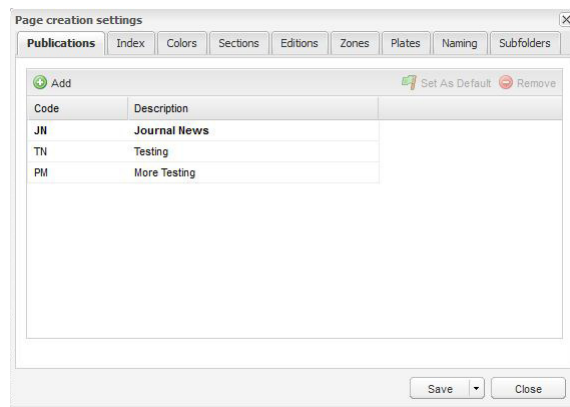 Page creation settings
Publications Index Colors Sections Editions Zones Plates Naming Subfolders
Add Set As Default Remove
Code Description
JN Journal News
TN Testing
PM More Testing
Save Close